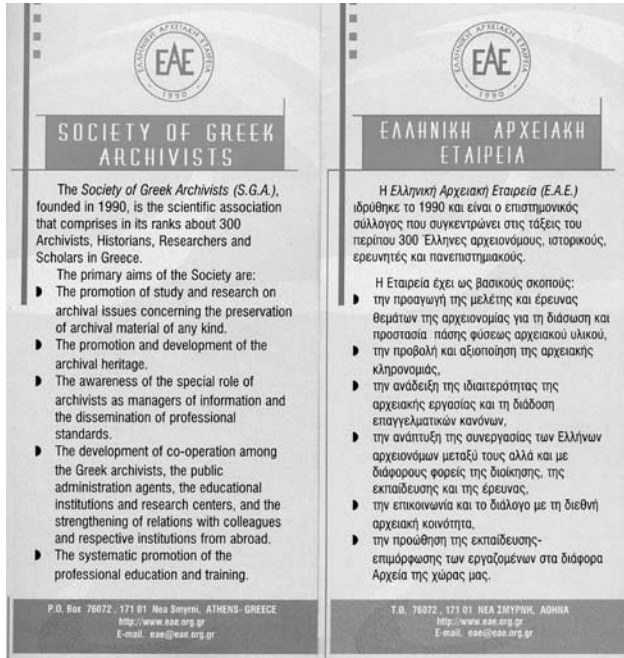 ΕΛΛΗΝΙΚΗ ΑΡΧΕΙΑΚΗ ΕΤΑΙΡΕΙΑ
ΕΑΕ
· 1990 ·
SOCIETY OF GREEK
ARCHIVISTS
The Society of Greek Archivists (S.G.A.),
founded in 1990, is the scientific association
that comprises in its ranks about 300
Archivists, Historians, Researchers and
Scholars in Greece.
The primary aims of the Society are:
The promotion of study and research on
archival issues concerning the preservation
of archival material of any kind.
The promotion and development of the
archival heritage.
The awareness of the special role of
archivists as managers of information and
the dissemination of professional
standards.
The development of co-operation among
the Greek archivists, the public
administration agents, the educational
institutions and research centers, and the
strengthening of relations with colleagues
and respective institutions from abroad.
The systematic promotion of the
professional education and training.
P.O. Box 76072, 171 01 Nea Smyrni, ATHENS- GREECE
http://www.eae.org.gr
E-mail. eae@eae.org.gr
ΕΛΛΗΝΙΚΗ ΑΡΧΕΙΑΚΗ ΕΤΑΙΡΕΙΑ
ΕΑΕ
· 1990 ·
ΕΛΛΗΝΙΚΗ ΑΡΧΕΙΑΚΗ
ΕΤΑΙΡΕΙΑ
Η Ελληνική Αρχειακή Εταιρεία (Ε.Α.Ε.)
ιδρύθηκε το 1990 και είναι ο επιστημονικός
σύλλογος που συγκεντρώνει στις τάξεις του
περίπου 300 Έλληνες αρχειονόμους, ιστορικούς,
ερευνητές και πανεπιστημιακούς.
Η Εταιρεία έχει ως βασικούς σκοπούς:
την προαγωγή της μελέτης και έρευνας
θεμάτων της αρχειονομίας για τη διάσωση και
προστασία πάσης φύσεως αρχειακού υλικού,
την προβολή και αξιοποίηση της αρχειακής
κληρονομιάς,
την ανάδειξη της ιδιαιτερότητας της
αρχειακής εργασίας και τη διάδοση
επαγγελματικών κανόνων,
την ανάπτυξη της συνεργασίας των Ελλήνων
αρχειονόμων μεταξύ τους αλλά και με
διάφορους φορείς της διοίκησης, της
εκπαίδευσης και της έρευνας,
την επικοινωνία και το διάλογο με τη διεθνή
αρχειακή κοινότητα,
την προώθηση της εκπαίδευσης-
επιμόρφωσης των εργαζομένων στα διάφορα
Αρχεία της χώρας μας.
Τ.Θ. 76072, 171 01 ΝΕΑ ΣΜΥΡΝΗ, ΑΘΗΝΑ
http://www.eae.org.gr
E-mail. eae@eae.org.gr